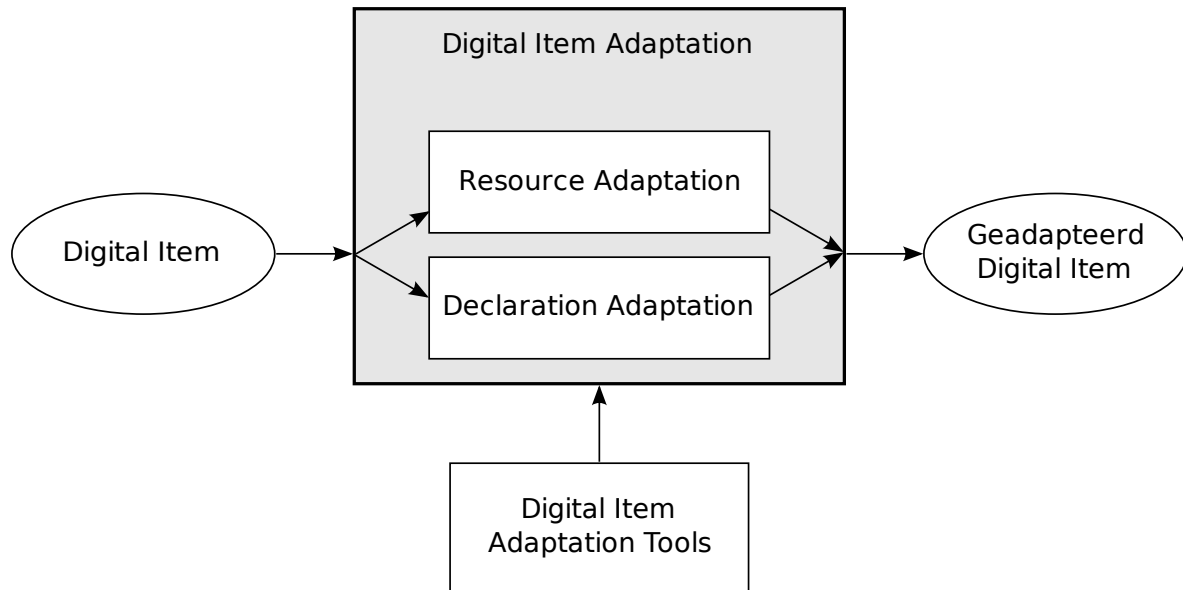 Digital Item Adaptation
Resource Adaptation
Digital Item
Declaration Adaptation
Geadapteerd
Digital Item
Digital Item
Adaptation Tools